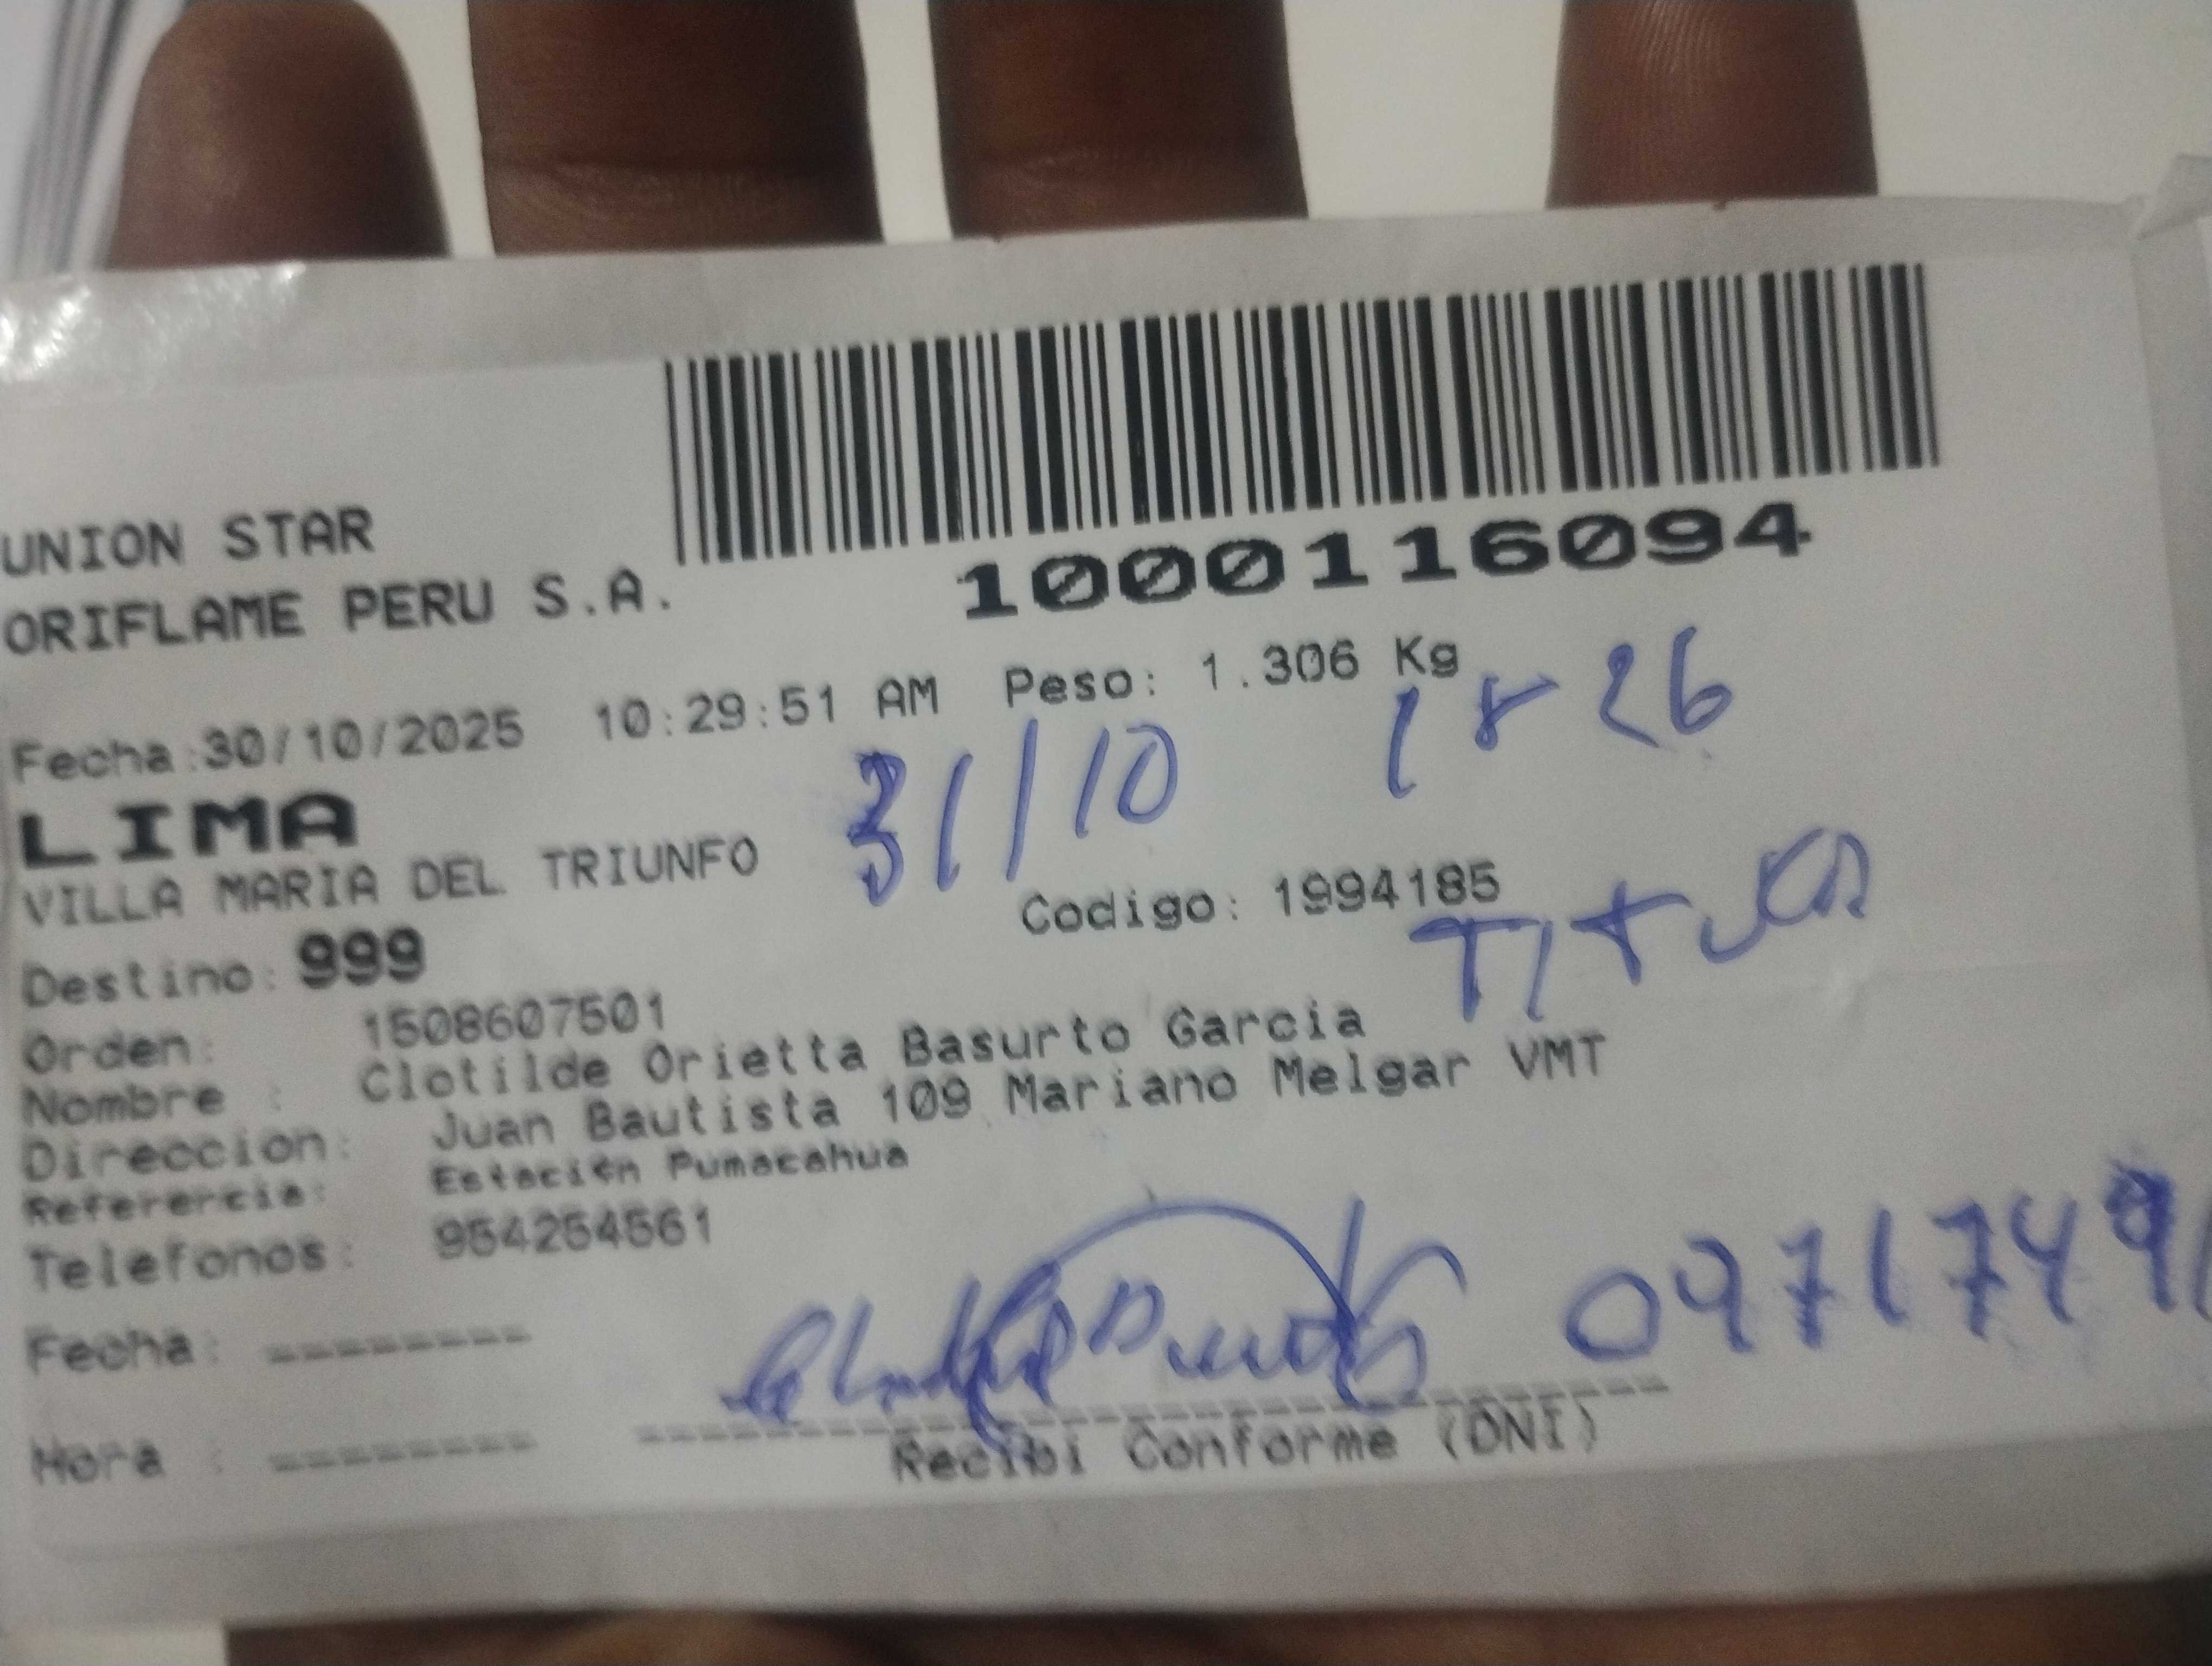 UNION STAR
ORIFLAME PERU S.A.
1000116094
Fecha:30/10/2025 10:29:51 AM Peso: 1.306 Kg
31/10
LIMA
VILLA MARIA DEL TRIUNFO
Codigo: 1994185
Destino: 999
Orden: 1508607501
Nombre : Clotilde Orietta Basurto Garcia
Direccion: Juan Bautista 109 Mariano Melgar VMT
Referencia: Estación Pumacahua
Telefonos: 954254561
Fecha: --------
Hora : --------
Recibi Conforme (DNI)